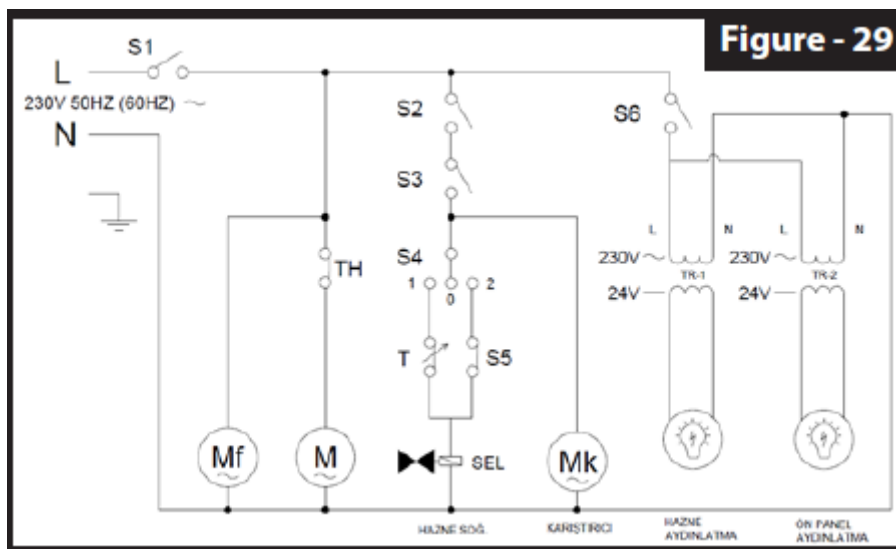 Figure - 29
S1
L
230V 50HZ (60HZ) ~
N
S2
S3
S6
S4
1 0 2
TH
T
S5
L N L N
230V ~ 230V ~
TR-1 TR-2
24V 24V
Mf
M
SEL
Mk
HAZNE SOĞ.
KARIŞTIRICI
HAZNE
AYDINLATMA
ÖN PANEL
AYDINLATMA